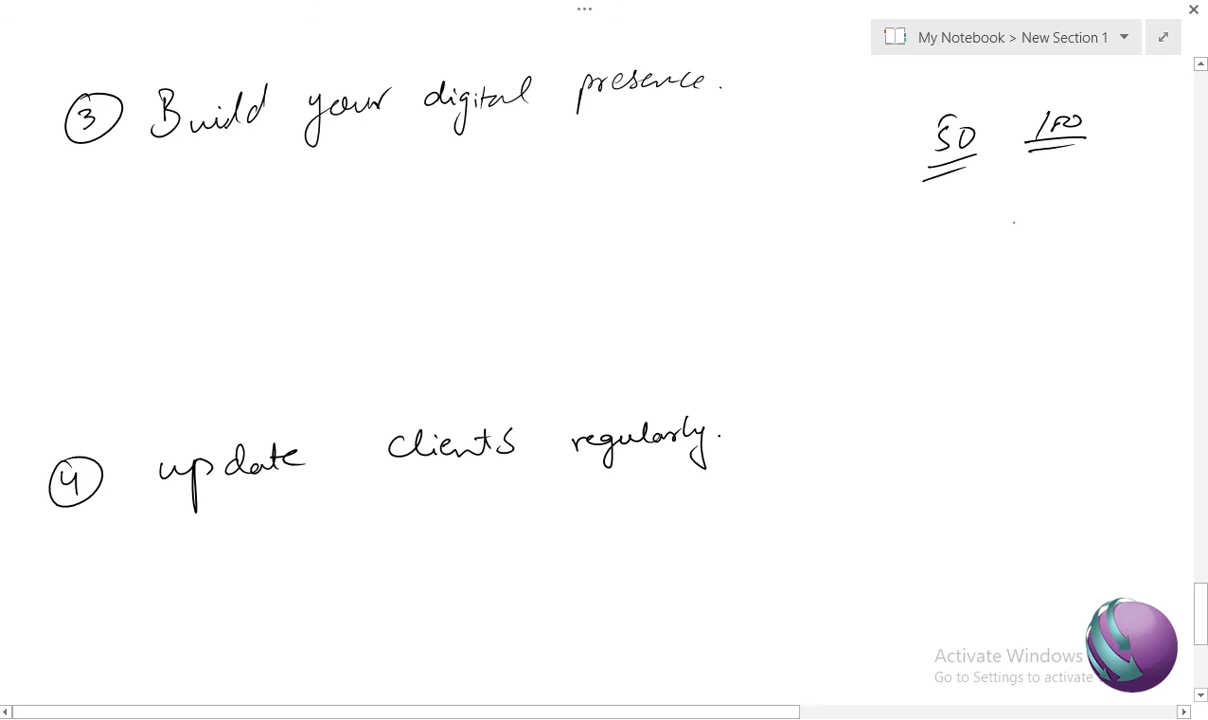 ...
My Notebook > New Section 1
③ Build your digital presence.
50 100
④ update clients regularly.
Activate Windows
Go to Settings to activate